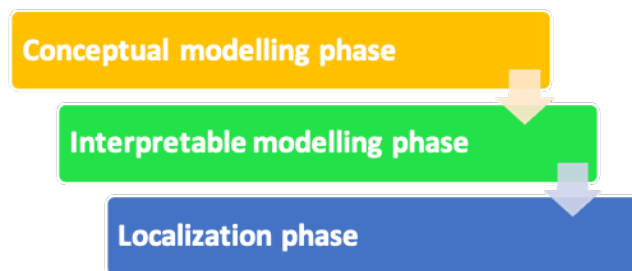 Conceptual modelling phase
Interpretable modelling phase
Localization phase